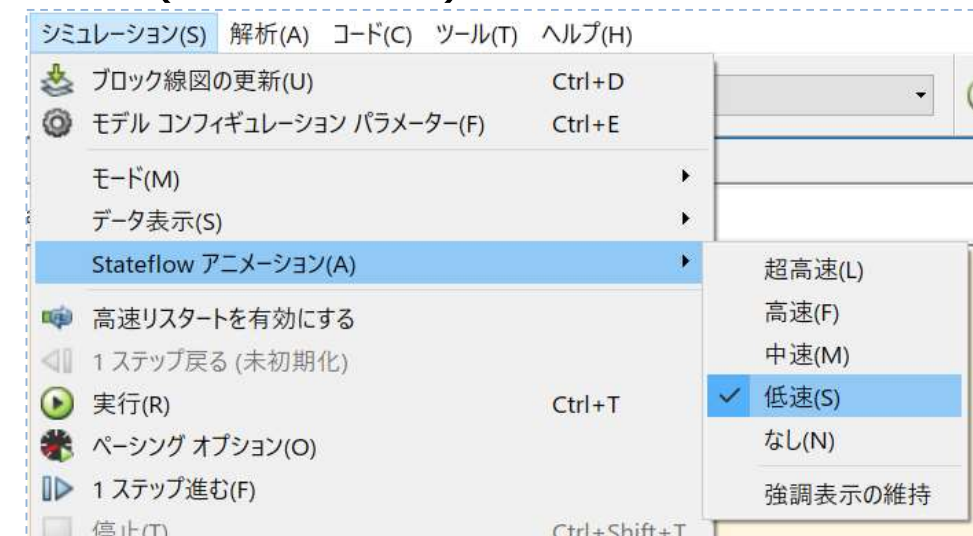 シミュレーション(S) 解析(A) コード(C) ツール(T) ヘルプ(H)
ブロック線図の更新(U) Ctrl+D
モデル コンフィギュレーション パラメーター(F) Ctrl+E
モード(M)
データ表示(S)
Stateflow アニメーション(A)
超高速(L)
高速(F)
中速(M)
低速(S)
なし(N)
強調表示の維持
高速リスタートを有効にする
1 ステップ戻る (未初期化)
実行(R) Ctrl+T
ペーシング オプション(O)
1 ステップ進む(F)
停止(T) Ctrl+Shift+T